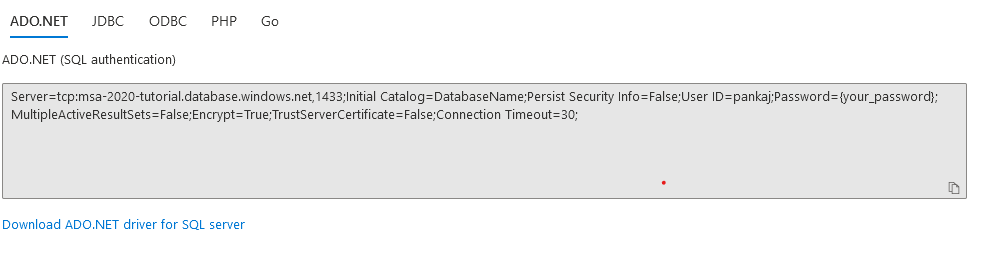 ADO.NET JDBC ODBC PHP Go
ADO.NET (SQL authentication)
Server=tcp:msa-2020-tutorial.database.windows.net,1433;Initial Catalog=DatabaseName;Persist Security Info=False;User ID=pankaj;Password={your_password};
MultipleActiveResultSets=False;Encrypt=True;TrustServerCertificate=False;Connection Timeout=30;
Download ADO.NET driver for SQL server